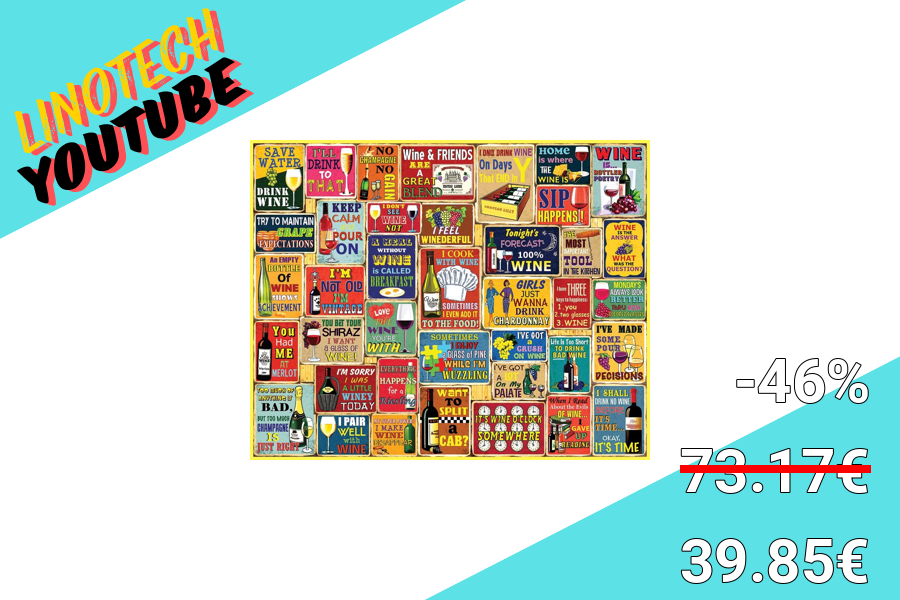 LINOTECH
YOUTUBE
SAVE
WATER
DRINK
WINE
I'LL
DRINK
TO
THAT
NO
CHAMPAGNE
NO
GAIN
Wine & FRIENDS
ARE
A
GREAT
BLEND
I ONLY DRINK WINE
On Days
That END In
Y
HOME
is where
THE
WINE IS
SIP
HAPPENS!
WINE
IS...
BOTTLED
POETRY
TRY TO MAINTAIN
GRAPE
EXPECTATIONS
KEEP
CALM
POUR
ON
I DON'T
SEE
WINE
NOT
I FEEL
WINEDERFUL
Tonight's
FORECAST
100%
WINE
THE
MOST
TOOL
IN THE KITCHEN
WINE
IS THE
ANSWER
WHAT
WAS THE
QUESTION?
A MEAL
WITHOUT
WINE
is CALLED
BREAKFAST
I COOK
WITH WINE
SOMETIMES
I EVEN ADD IT
TO THE FOOD!
An EMPTY
BOTTLE
Of
WINE
SHOWS
ACHIEVEMENT
I'M
NOT OLD
I'M
VINTAGE
GIRLS
JUST
WANNA
DRINK
CHARDONNAY
I have THREE
keys to happiness
1. you
2. two glasses
3. WINE
MONDAYS
ALWAYS LOOK
BETTER
You
Had
ME
AT
MERLOT
YOU BET YOUR
SHIRAZ
I WANT
A GLASS OF
WINE!
LOVE
THE
WINE
YOU'RE
WITH
SOMETIMES
I ENJOY
a GLASS of PINE
WHILE I'M
WUZZLING
I'VE GOT
a
CRUSH
ON WINE
Life Is Too Short
TO DRINK
BAD WINE
I'VE MADE
SOME
POUR
DECISIONS
I'M SORRY
I WAS
A LITTLE
WINEY
TODAY
EVERYTHING
HAPPENS
for a
I'VE GOT
A
On My
PALATE
TOO MUCH OF
ANYTHING IS
BAD,
BUT TOO MUCH
CHAMPAGNE
IS
JUST RIGHT
I PAIR
WELL
with
WINE
I MAKE
WINE
DISAPPEAR
WANT
TO
SPLIT
a
CAB?
IT'S WINE O'CLOCK
SOMEWHERE
When I Read
About the Evils
OF WINE...
I
GAVE
UP
READING
I SHALL
DRINK NO WINE
BEFORE
IT'S
TIME...
OKAY,
IT'S TIME
-46%
73.17€
39.85€